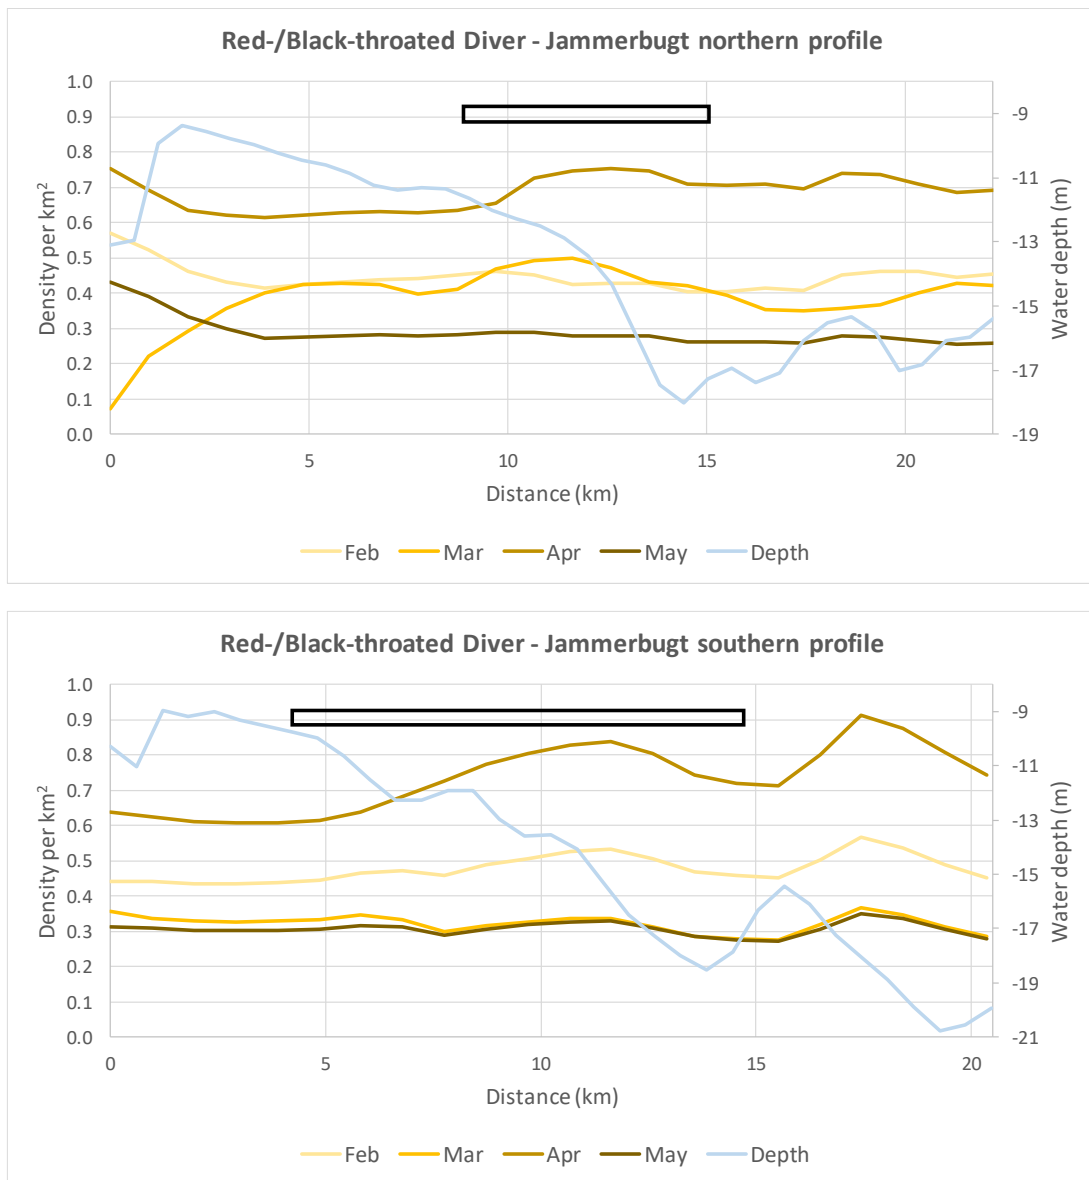 Red-/Black-throated Diver - Jammerbugt northern profile
1.0
0.9
0.8
0.7
0.6
0.5
0.4
0.3
0.2
0.1
0.0
Density per km²
-9
-11
-13
-15
-17
-19
Water depth (m)
0 5 10 15 20
Distance (km)
Feb Mar Apr May Depth
Red-/Black-throated Diver - Jammerbugt southern profile
1.0
0.9
0.8
0.7
0.6
0.5
0.4
0.3
0.2
0.1
0.0
Density per km²
-9
-11
-13
-15
-17
-19
-21
Water depth (m)
0 5 10 15 20
Distance (km)
Feb Mar Apr May Depth